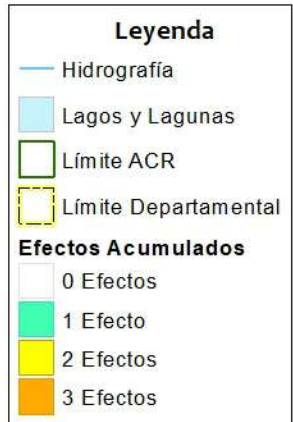 Leyenda
Hidrografía
Lagos y Lagunas
Límite ACR
Límite Departamental
Efectos Acumulados
0 Efectos
1 Efecto
2 Efectos
3 Efectos